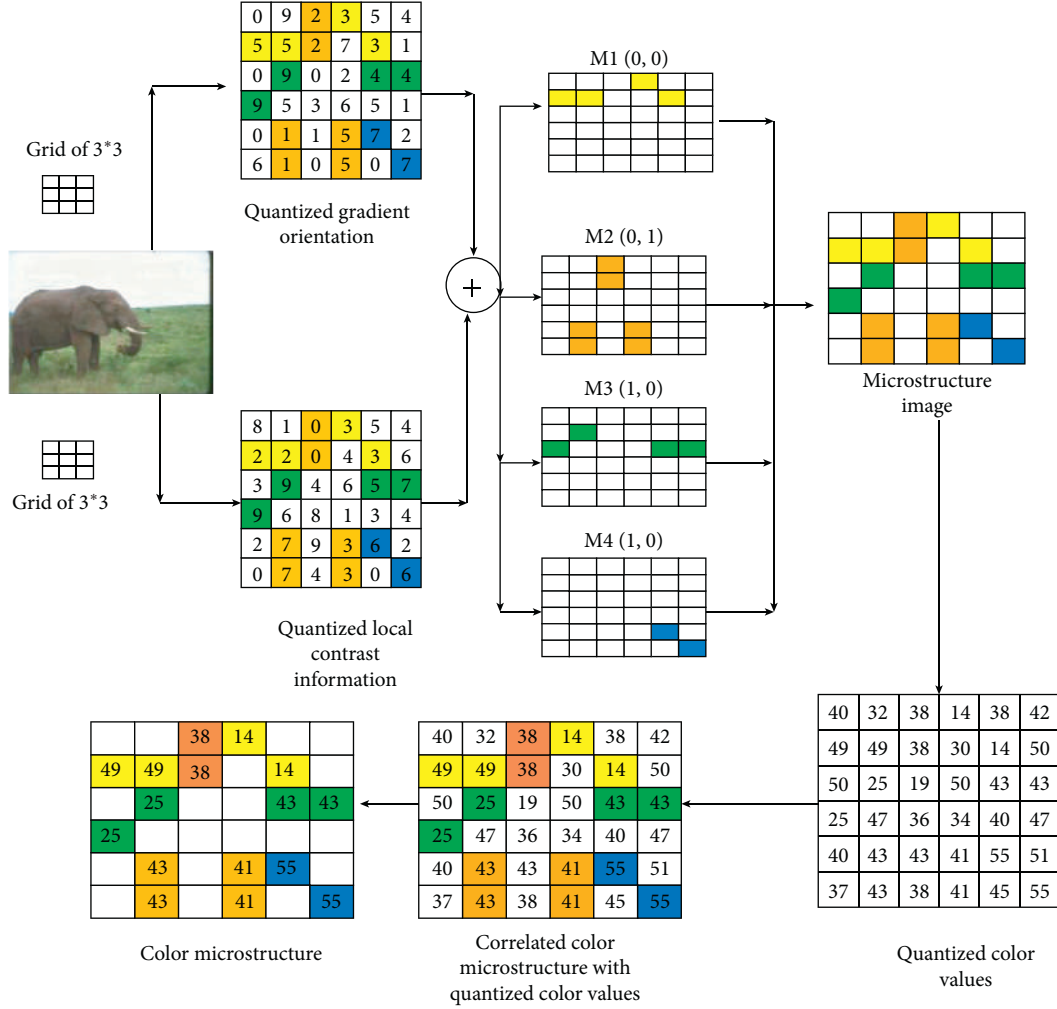 0 9 2 3 5 4
5 5 2 7 3 1
0 9 0 2 4 4
9 5 3 6 5 1
0 1 1 5 7 2
6 1 0 5 0 7
Quantized gradient
orientation
Grid of 3*3
Grid of 3*3
8 1 0 3 5 4
2 2 0 4 3 6
3 9 4 6 5 7
9 6 8 1 3 4
2 7 9 3 6 2
0 7 4 3 0 6
Quantized local
contrast
information
+
M1 (0, 0)
M2 (0, 1)
M3 (1, 0)
M4 (1, 0)
Microstructure
image
40 32 38 14 38 42
49 49 38 30 14 50
50 25 19 50 43 43
25 47 36 34 40 47
40 43 43 41 55 51
37 43 38 41 45 55
Quantized color
values
40 32 38 14 38 42
49 49 38 30 14 50
50 25 19 50 43 43
25 47 36 34 40 47
40 43 43 41 55 51
37 43 38 41 45 55
Correlated color
microstructure with
quantized color values
38 14
49 49 38 14
25 43 43
25
43 41 55
43 41 55
Color microstructure